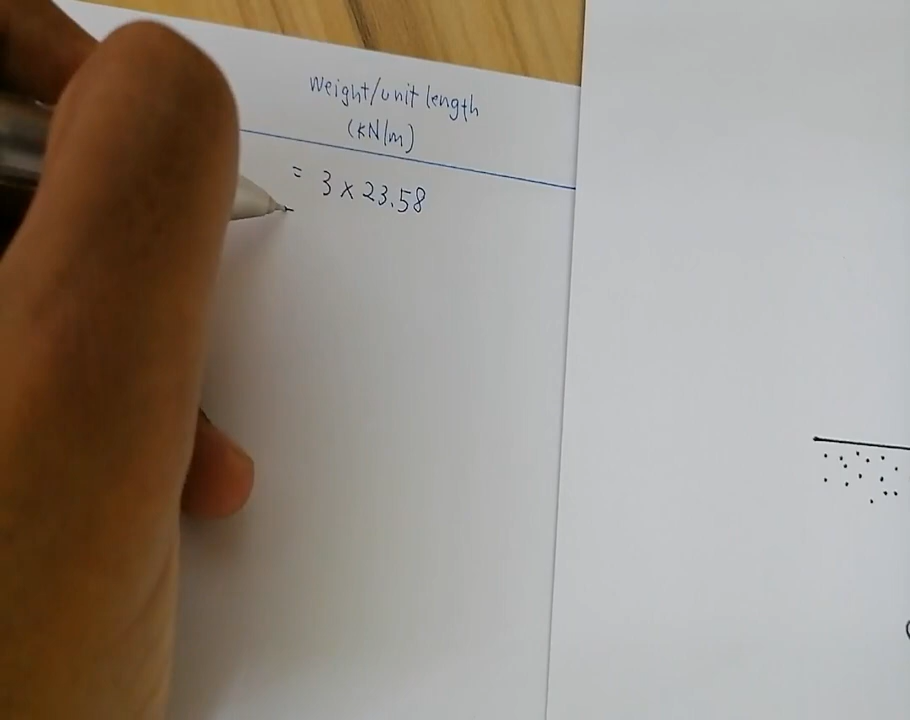 Weight/unit length
(kN/m)
= 3 x 23.58